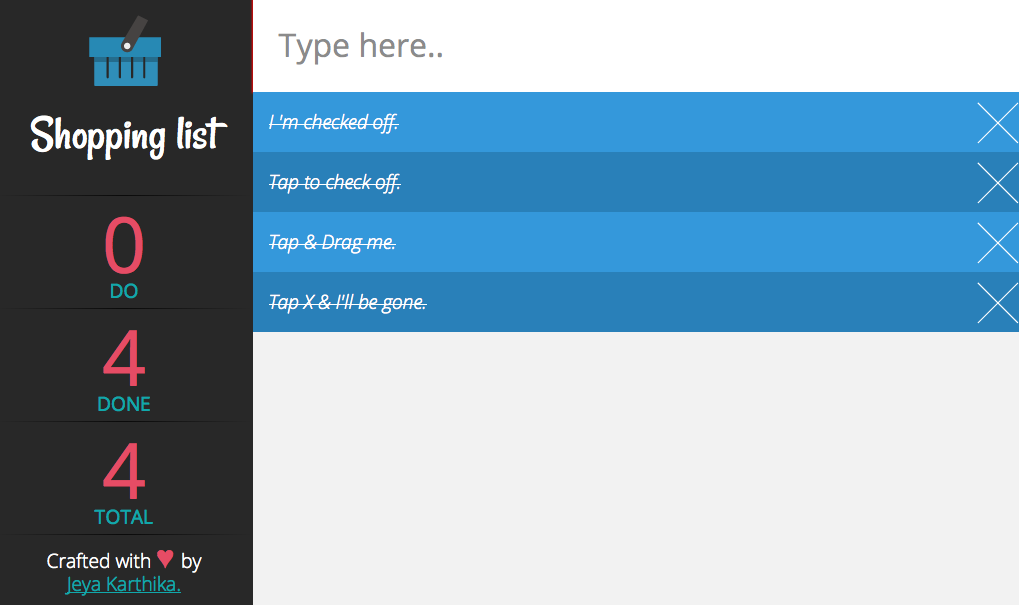 Shopping list
0
DO
4
DONE
4
TOTAL
Crafted with ♥ by
Jeya Karthika.
Type here..
I 'm checked off.
Tap to check off.
Tap & Drag me.
Tap X & I'll be gone.